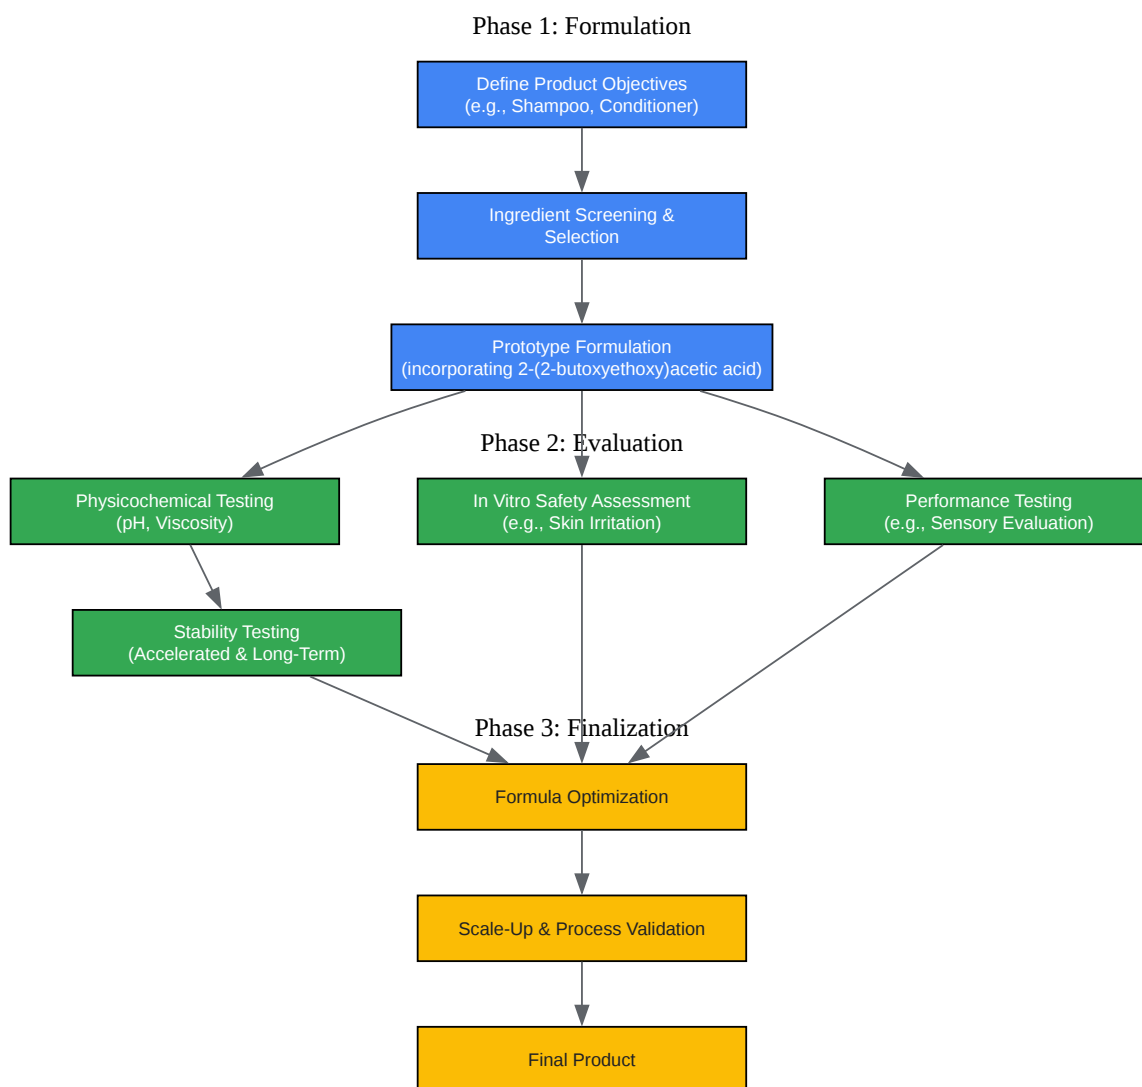 Phase 1: Formulation
Define Product Objectives
(e.g., Shampoo, Conditioner)
Ingredient Screening &
Selection
Prototype Formulation
(incorporating 2-(2-butoxyethoxy)acetic acid)
Phase 2: Evaluation
Physicochemical Testing
(pH, Viscosity)
In Vitro Safety Assessment
(e.g., Skin Irritation)
Performance Testing
(e.g., Sensory Evaluation)
Stability Testing
(Accelerated & Long-Term)
Phase 3: Finalization
Formula Optimization
Scale-Up & Process Validation
Final Product